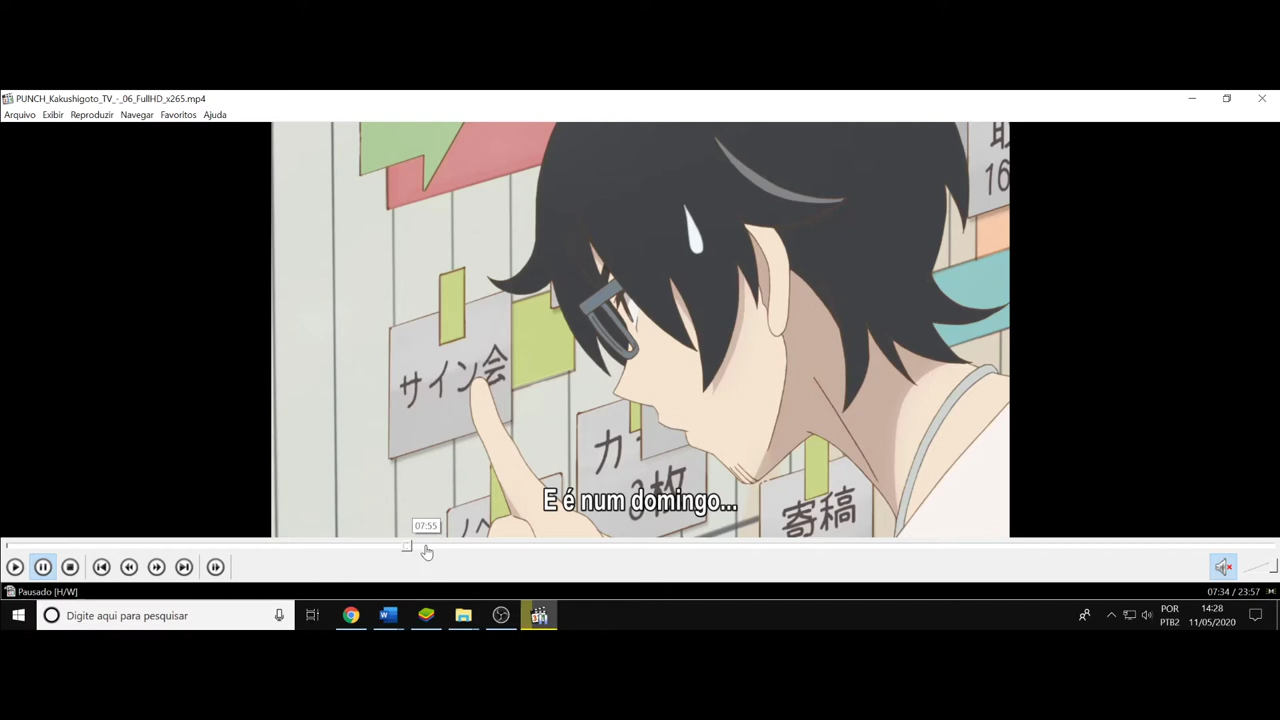 PUNCH_Kakushigoto_TV_-_06_FullHD_x265.mp4
Arquivo Exibir Reproduzir Navegar Favoritos Ajuda
16
サイン会
3枚
寄稿
E é num domingo...
07:55
Pausado [H/W]
07:34 / 23:57
Digite aqui para pesquisar
POR
PTB2
14:28
11/05/2020